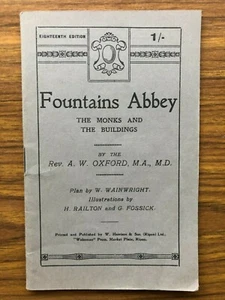 EIGHTEENTH EDITION
1/-
Fountains Abbey
THE MONKS AND
THE BUILDINGS
BY THE
Rev. A. W. OXFORD, M.A., M.D.
Plan by W. WAINWRIGHT.
Illustrations by
H. RAILTON and G. FOSSICK.
Printed and Published by W. Harrison & Son (Ripon) Ltd.,
Press, Market Place, Ripon.